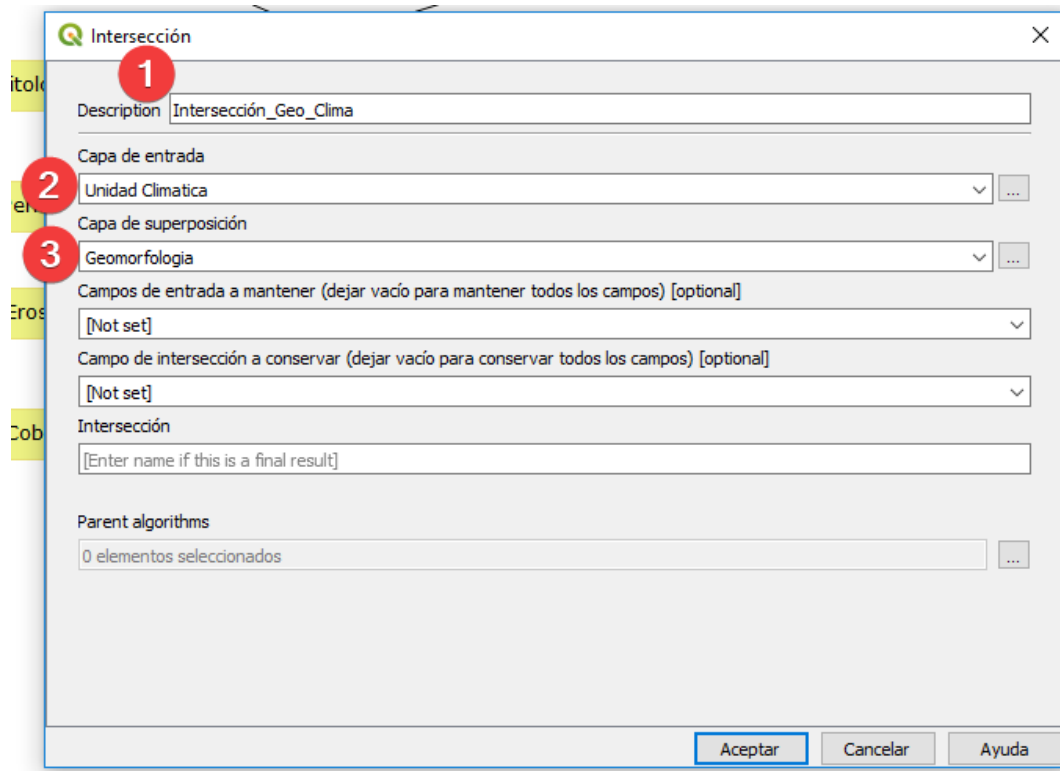 Intersección
1
Description Intersección_Geo_Clima
Capa de entrada
2
Unidad Climatica
...
Capa de superposición
3
Geomorfologia
...
Campos de entrada a mantener (dejar vacío para mantener todos los campos) [optional]
[Not set]
Campo de intersección a conservar (dejar vacío para conservar todos los campos) [optional]
[Not set]
Intersección
[Enter name if this is a final result]
Parent algorithms
0 elementos seleccionados
...
Aceptar Cancelar Ayuda